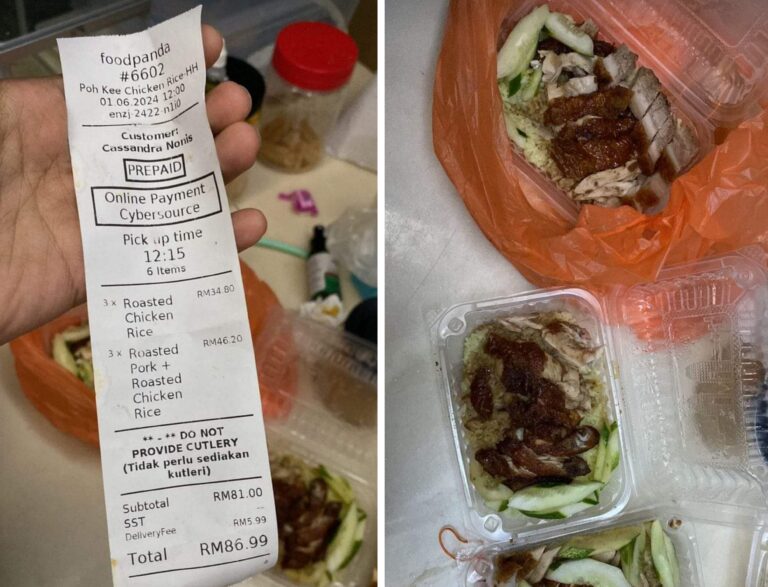 foodpanda
#6602
Poh Kee Chicken Rice-HH
01.06.2024 12:00
enzj-2422-n1i0
Customer:
Cassandra Nonis
PREPAID
Online Payment
Cybersource
Pick up time
12:15
6 Items
3 x Roasted RM34.80
Chicken
Rice
3 x Roasted RM46.20
Pork +
Roasted
Chicken
Rice
** - ** DO NOT
PROVIDE CUTLERY
(Tidak perlu sediakan
kutleri)
Subtotal RM81.00
SST --
DeliveryFee RM5.99
Total RM86.99